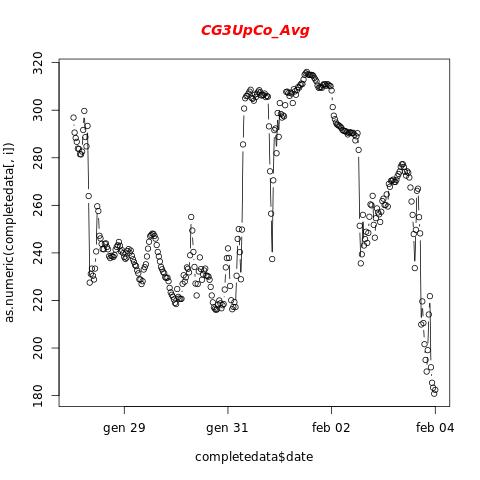 CG3UpCo_Avg
as.numeric(completedata[, i])
320
300
280
260
240
220
200
180
gen 29
gen 31
feb 02
feb 04
completedata$date